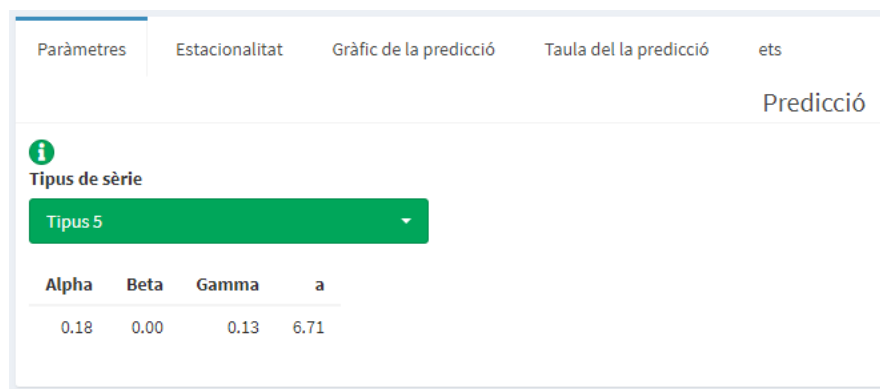 Paràmetres Estacionalitat Gràfic de la predicció Taula del la predicció ets
Predicció
Tipus de sèrie
Tipus 5
Alpha Beta Gamma a
0.18 0.00 0.13 6.71